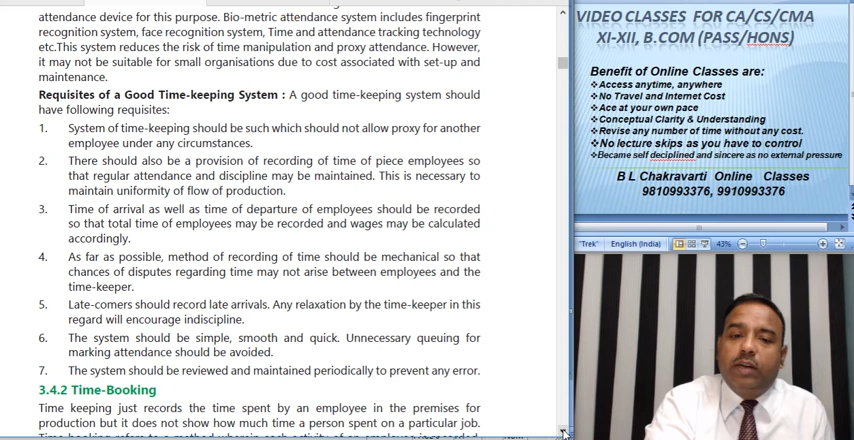 attendance device for this purpose. Bio-metric attendance system includes fingerprint
recognition system, face recognition system, Time and attendance tracking technology
etc.This system reduces the risk of time manipulation and proxy attendance. However,
it may not be suitable for small organisations due to cost associated with set-up and
maintenance.
Requisites of a Good Time-keeping System : A good time-keeping system should
have following requisites:
1. System of time-keeping should be such which should not allow proxy for another
employee under any circumstances.
2. There should also be a provision of recording of time of piece employees so
that regular attendance and discipline may be maintained. This is necessary to
maintain uniformity of flow of production.
3. Time of arrival as well as time of departure of employees should be recorded
so that total time of employees may be recorded and wages may be calculated
accordingly.
4. As far as possible, method of recording of time should be mechanical so that
chances of disputes regarding time may not arise between employees and the
time-keeper.
5. Late-comers should record late arrivals. Any relaxation by the time-keeper in this
regard will encourage indiscipline.
6. The system should be simple, smooth and quick. Unnecessary queuing for
marking attendance should be avoided.
7. The system should be reviewed and maintained periodically to prevent any error.
3.4.2 Time-Booking
Time keeping just records the time spent by an employee in the premises for
production but it does not show how much time a person spent on a particular job.
VIDEO CLASSES FOR CA/CS/CMA
XI-XII, B.COM (PASS/HONS)
Benefit of Online Classes are:
❖Access anytime, anywhere
❖No Travel and Internet Cost
❖Ace at your own pace
❖Conceptual Clarity & Understanding
❖Revise any number of time without any cost.
❖No lecture skips as you have to control
❖Became self deciplined and sincere as no external pressure
B L Chakravarti Online Classes
9810993376, 9910993376
"Trek" English (India) 43%